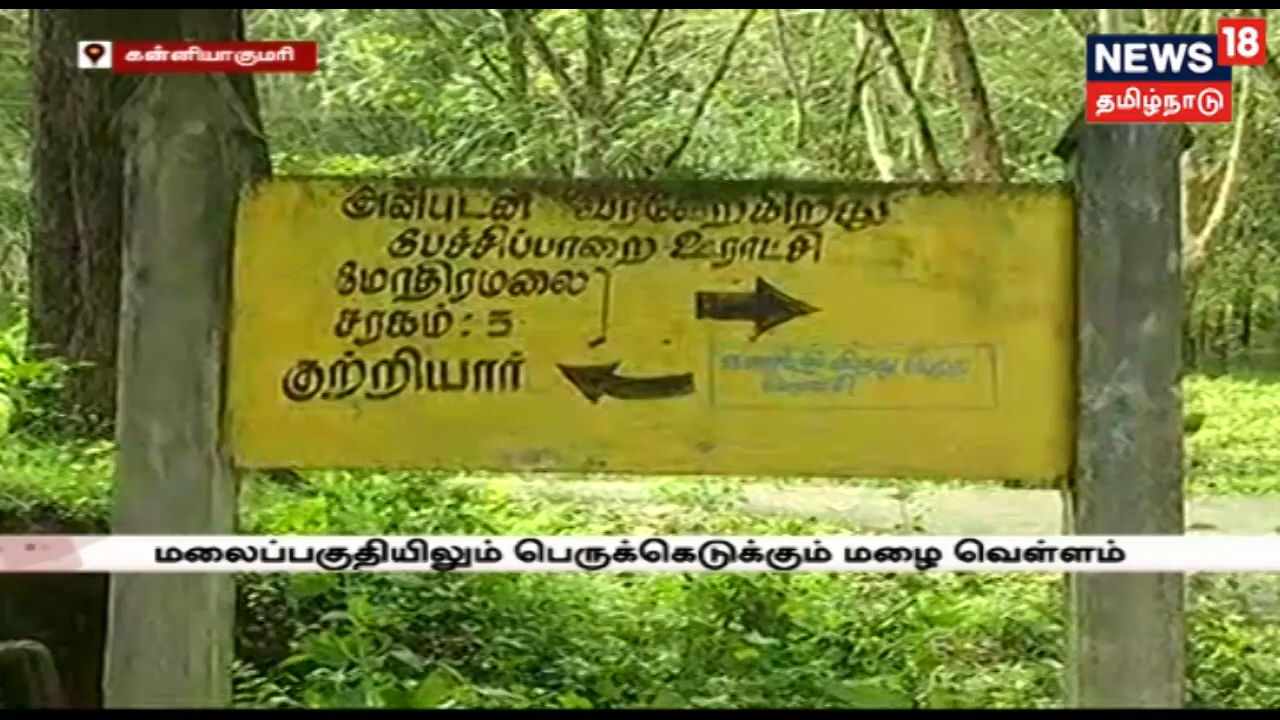 கன்னியாகுமரி
NEWS 18
தமிழ்நாடு
அன்புடன் வரவேற்கிறது
பேச்சிப்பாறை ஊராட்சி
மோதிரமலை
சரகம் : 5
குற்றியார்
மலைப்பகுதியிலும் பெருக்கெடுக்கும் மழை வெள்ளம்